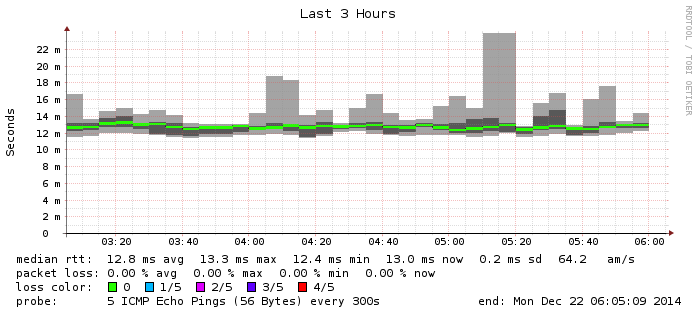 Last 3 Hours
RRDTOOL / TOBI OETIKER
Seconds
22 m
20 m
18 m
16 m
14 m
12 m
10 m
8 m
6 m
4 m
2 m
0
03:20 03:40 04:00 04:20 04:40 05:00 05:20 05:40 06:00
median rtt: 12.8 ms avg 13.3 ms max 12.4 ms min 13.0 ms now 0.2 ms sd 64.2 am/s
packet loss: 0.00 % avg 0.00 % max 0.00 % min 0.00 % now
loss color: 0 1/5 2/5 3/5 4/5
probe: 5 ICMP Echo Pings (56 Bytes) every 300s end: Mon Dec 22 06:05:09 2014